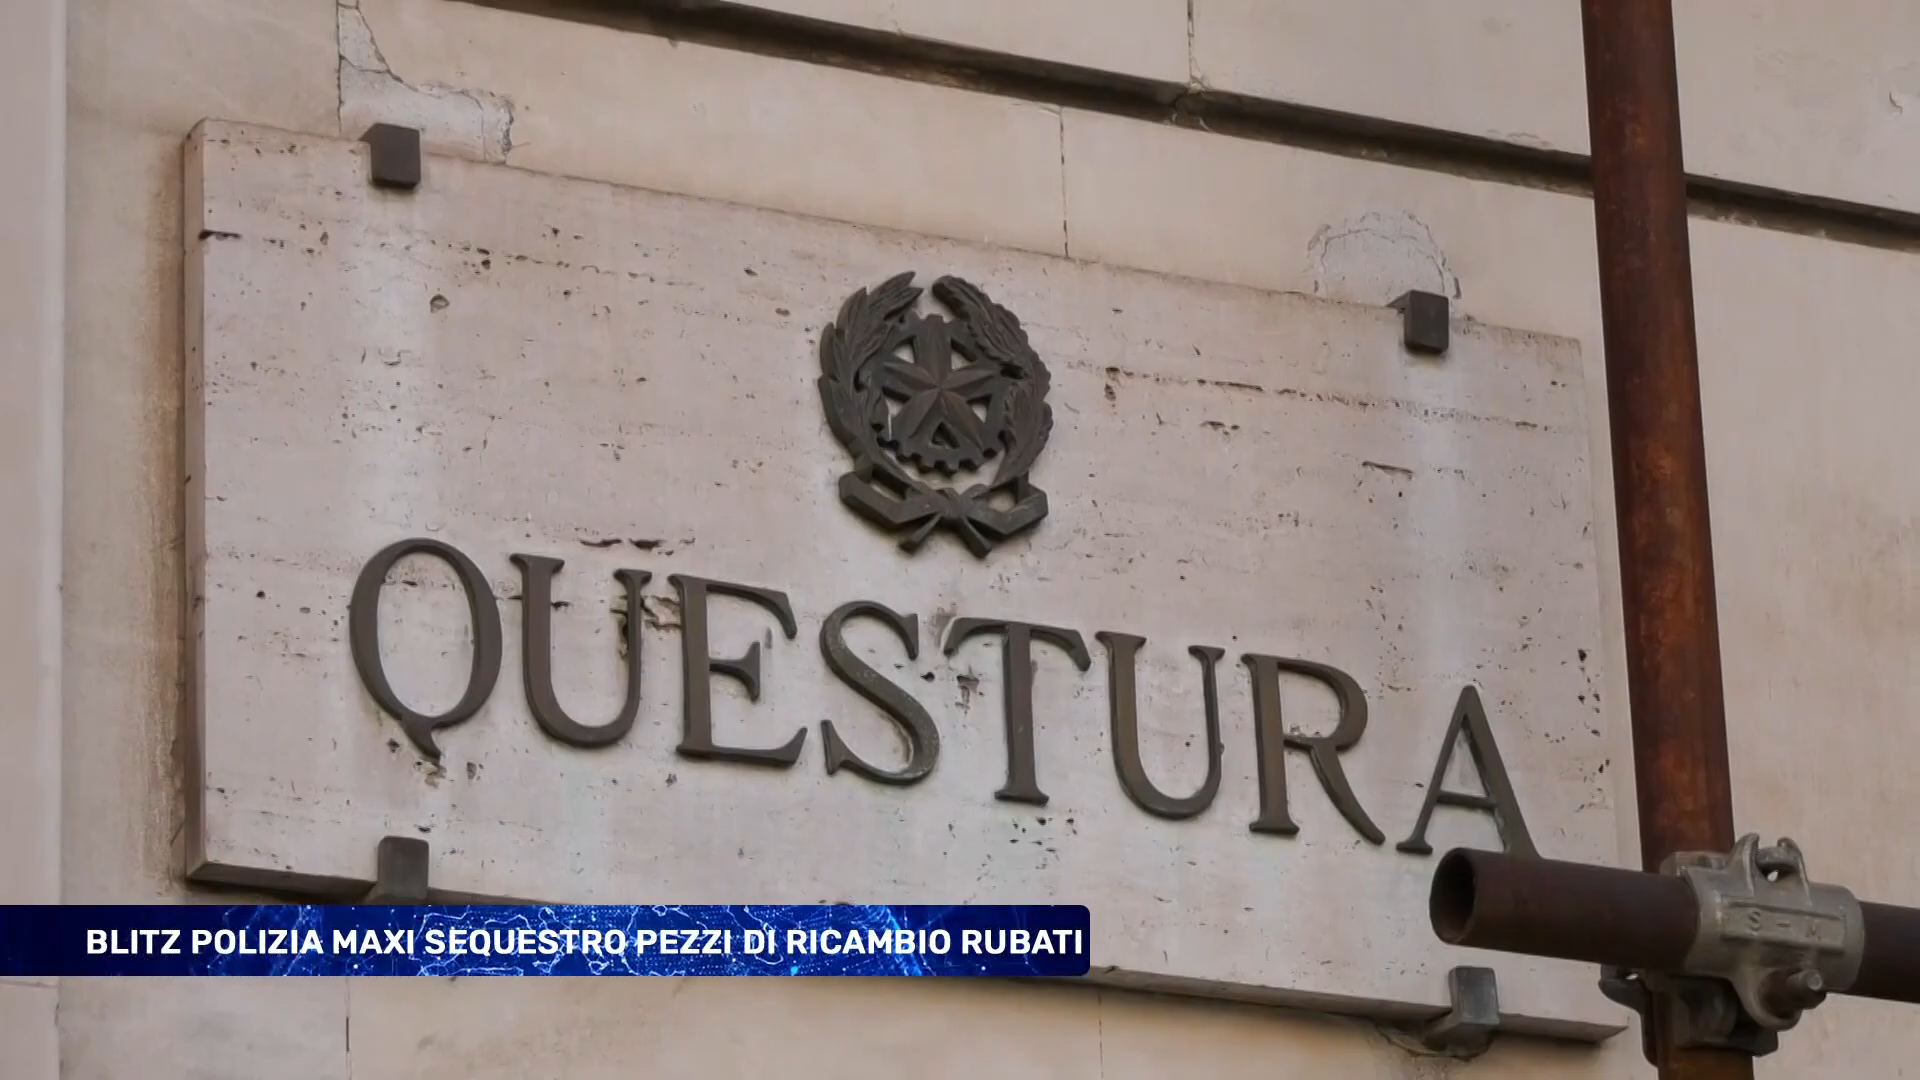 QUESTURA
BLITZ POLIZIA MAXI SEQUESTRO PEZZI DI RICAMBIO RUBATI
S-M